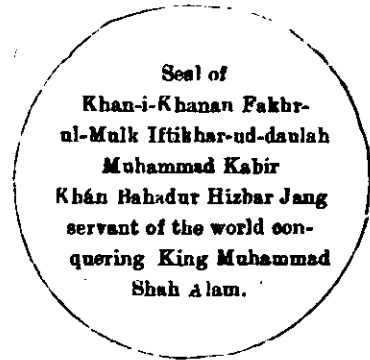 Seal of
Khan-i-Khanan Fakhr-
ul-Mulk Iftikhar-ud-daulah
Muhammad Kabir
Khán Bahadur Hizbar Jang
servant of the world con-
quering King Muhammad
Shah Alam.